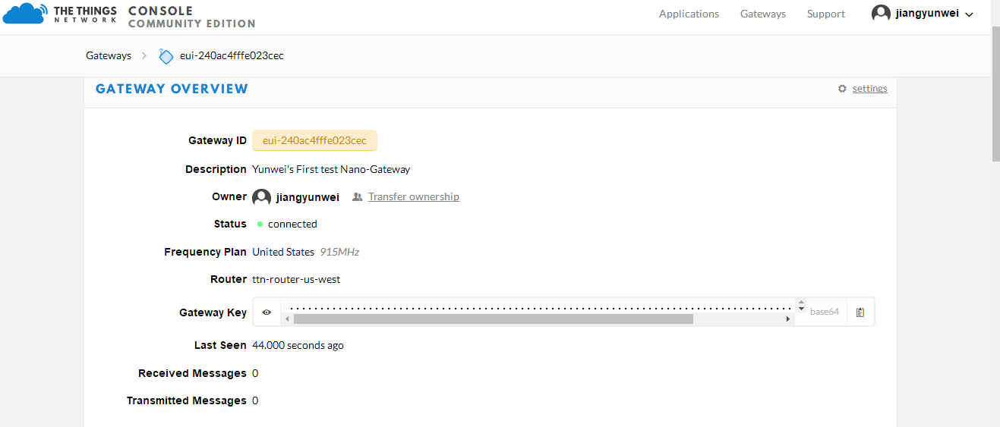 THE THINGS NETWORK CONSOLE COMMUNITY EDITION
Applications Gateways Support jiangyunwei
Gateways eui-240ac4fffe023cec
GATEWAY OVERVIEW settings
Gateway ID eui-240ac4fffe023cec
Description Yunwei's First test Nano-Gateway
Owner jiangyunwei Transfer ownership
Status connected
Frequency Plan United States 915MHz
Router ttn-router-us-west
Gateway Key base64
Last Seen 44.000 seconds ago
Received Messages 0
Transmitted Messages 0